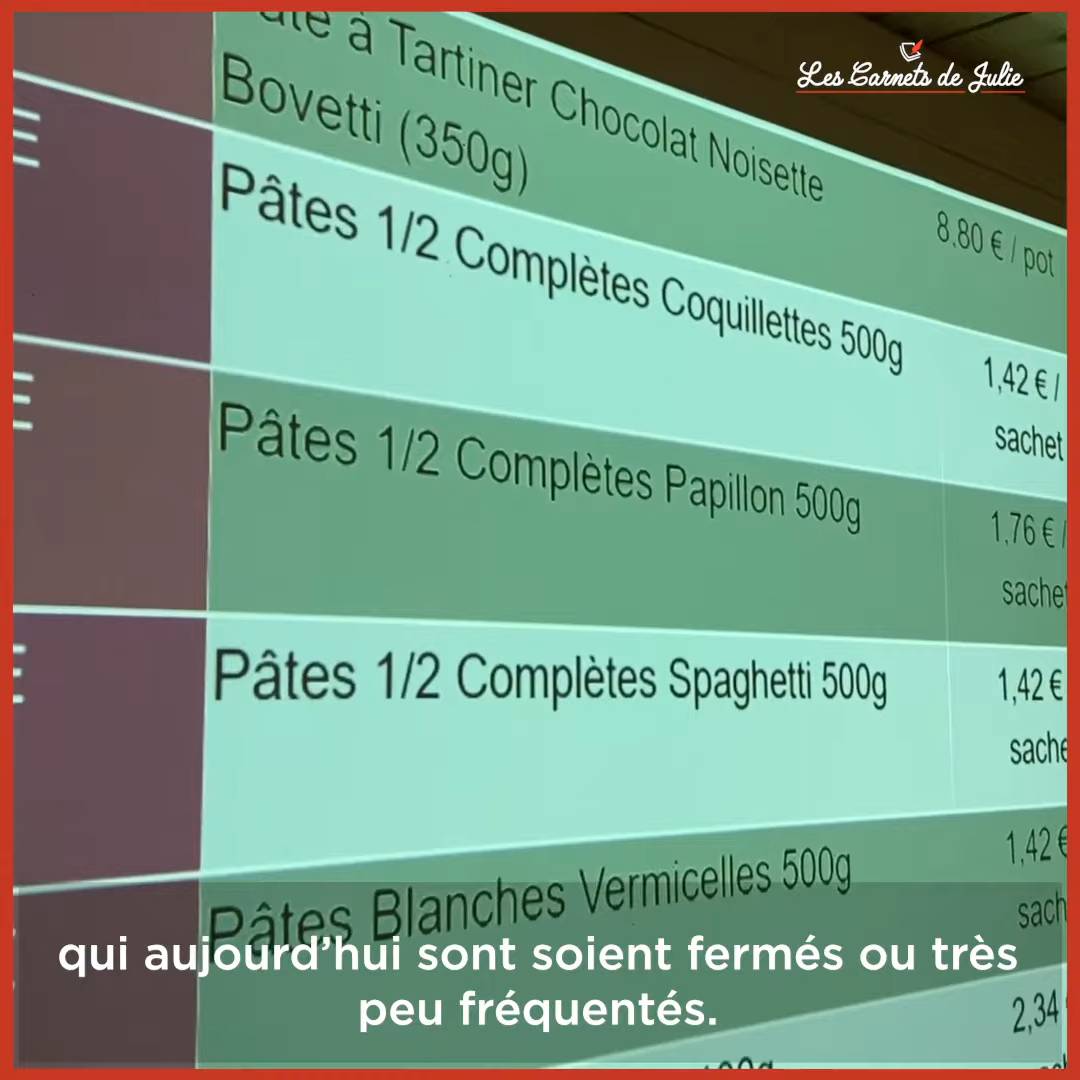 Les Carnets de Julie
à Tartiner Chocolat Noisette
Bovetti (350g)
8.80 € / pot
Pâtes 1/2 Complètes Coquillettes 500g
1,42 € /
sachet
Pâtes 1/2 Complètes Papillon 500g
1,76 € /
sachet
Pâtes 1/2 Complètes Spaghetti 500g
1,42 €
sache
Pâtes Blanches Vermicelles 500g
1,42 €
sach
qui aujourd’hui sont soient fermés ou très
peu fréquentés.
2,34